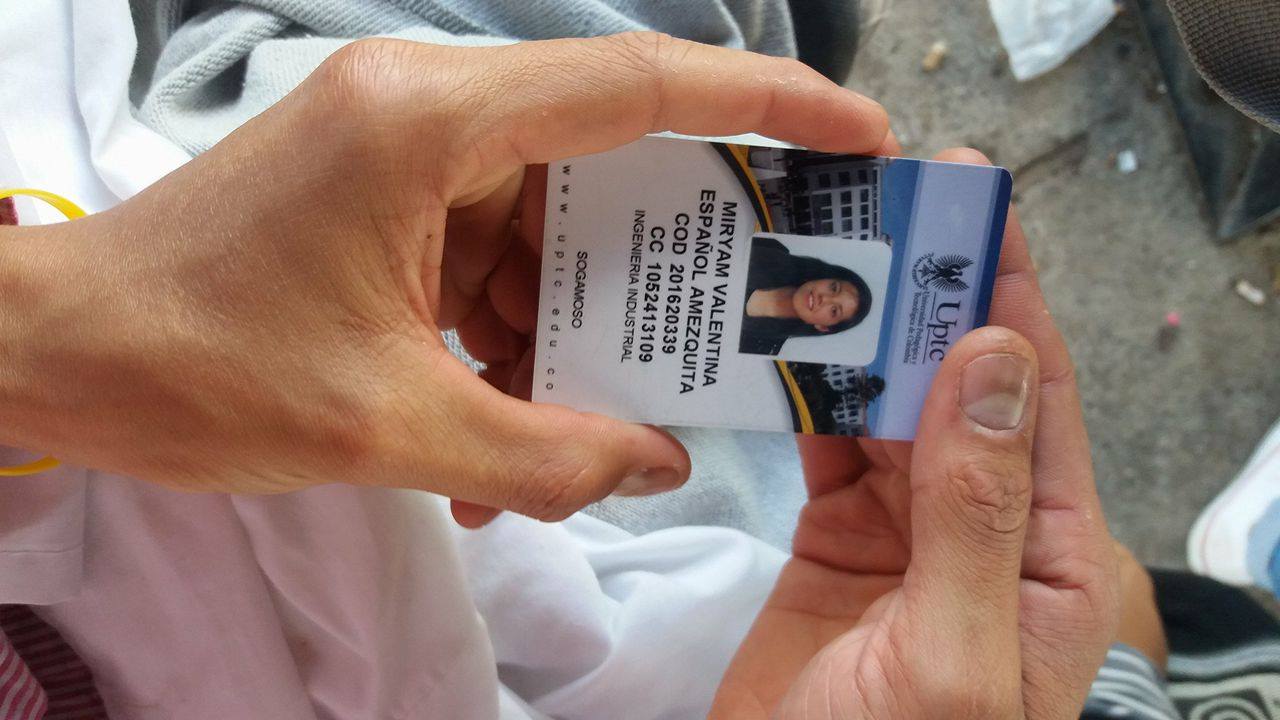 Uptc
Universidad Pedagógica y
Tecnológica de Colombia
MIRYAM VALENTINA
ESPAÑOL AMEZQUITA
COD 201620339
CC 1052413109
INGENIERIA INDUSTRIAL
SOGAMOSO
www.uptc.edu.co